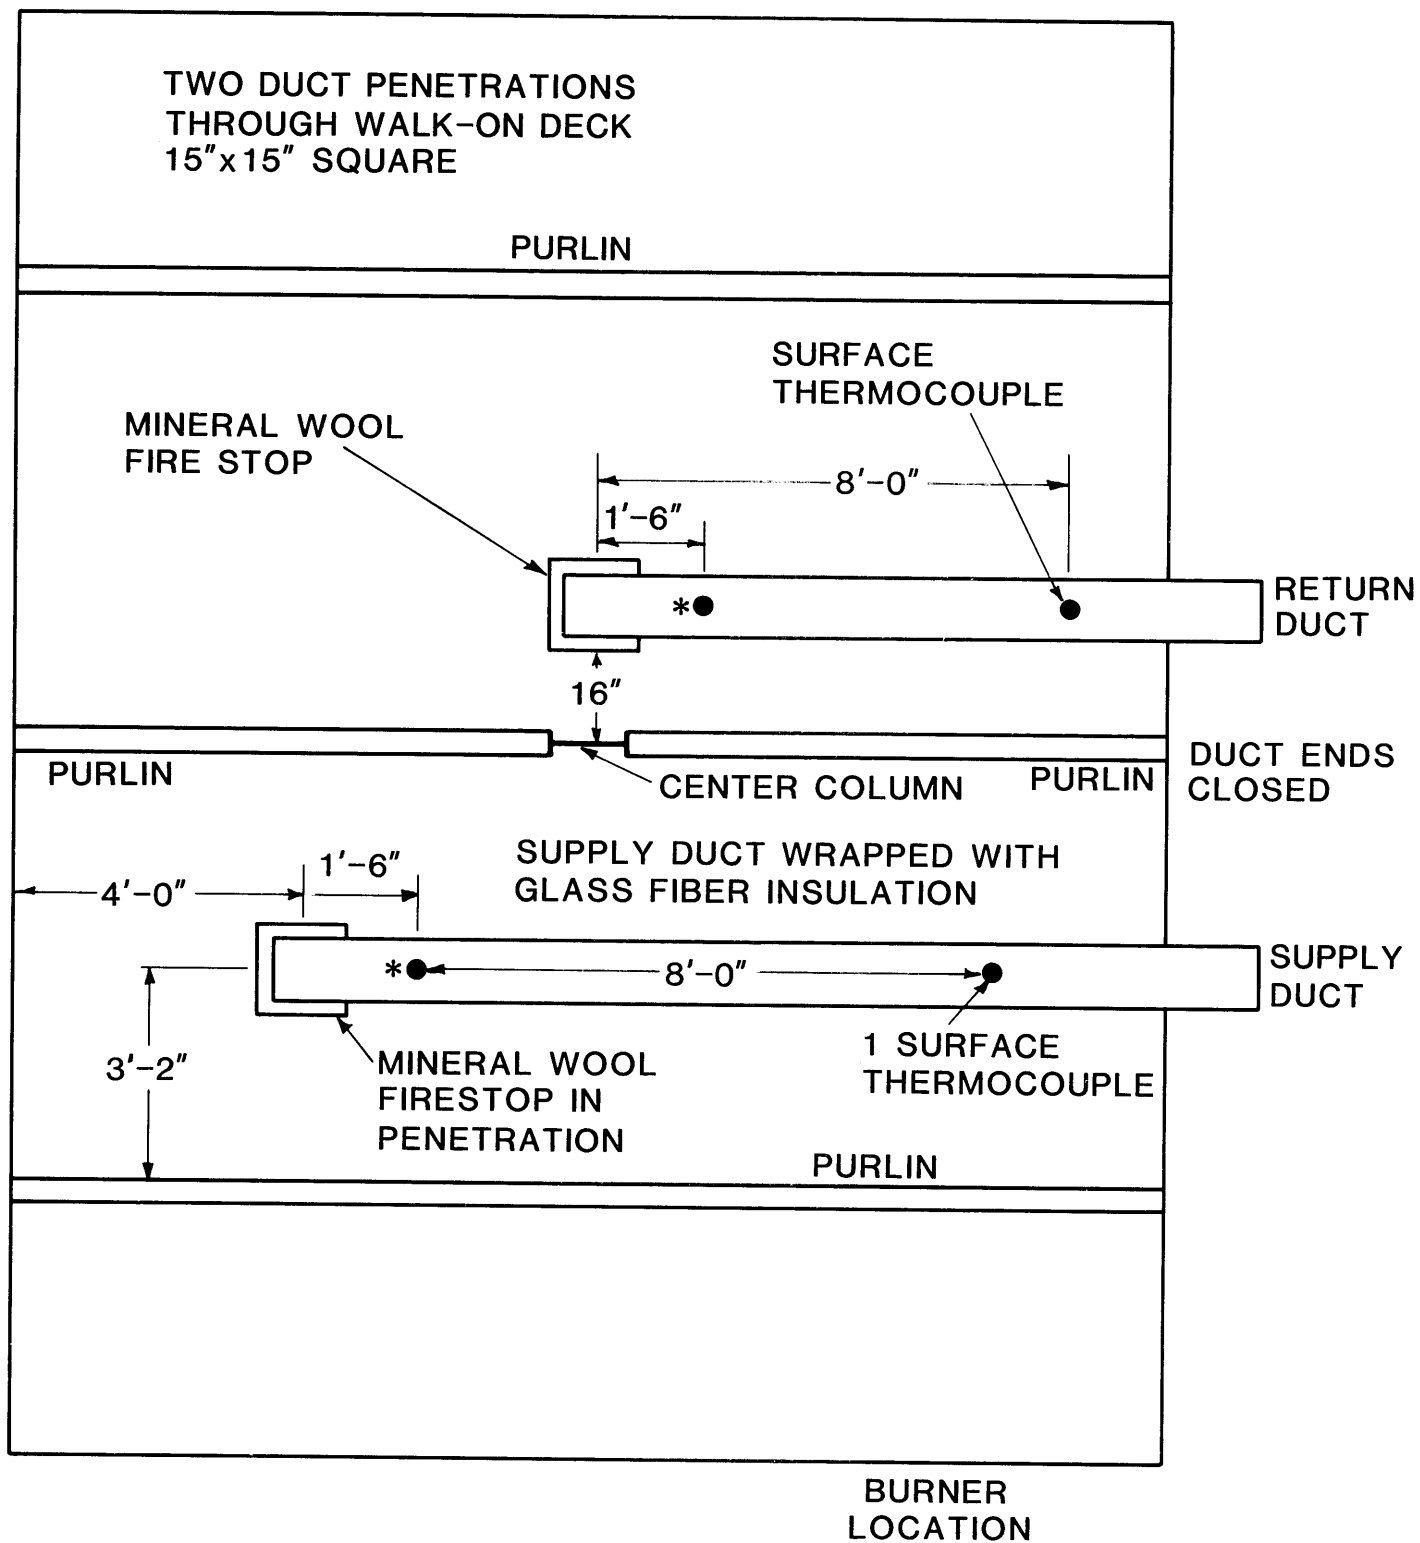 TWO DUCT PENETRATIONS
THROUGH WALK-ON DECK
15"x15" SQUARE
PURLIN
SURFACE
THERMOCOUPLE
MINERAL WOOL
FIRE STOP
8'-0"
1'-6"
*
RETURN
DUCT
16"
PURLIN
CENTER COLUMN
PURLIN
DUCT ENDS
CLOSED
SUPPLY DUCT WRAPPED WITH
GLASS FIBER INSULATION
1'-6"
4'-0"
*
8'-0"
SUPPLY
DUCT
3'-2"
MINERAL WOOL
FIRESTOP IN
PENETRATION
1 SURFACE
THERMOCOUPLE
PURLIN
BURNER
LOCATION